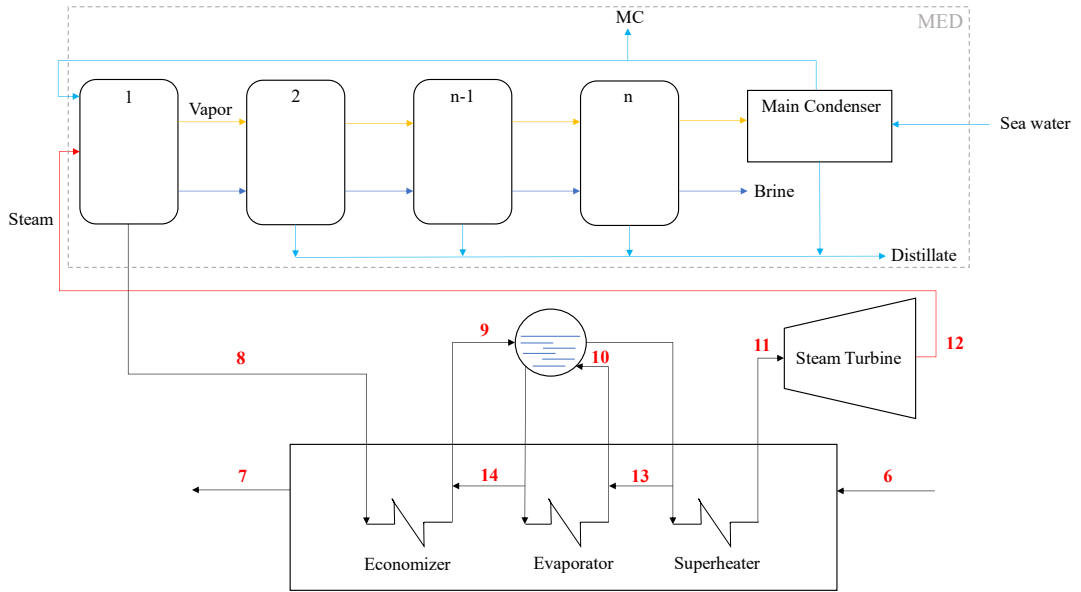 MC
MED
1
2
n-1
n
Main Condenser
Vapor
Sea water
Brine
Steam
Distillate
9
10
11
Steam Turbine
12
8
7
14
13
6
Economizer
Evaporator
Superheater